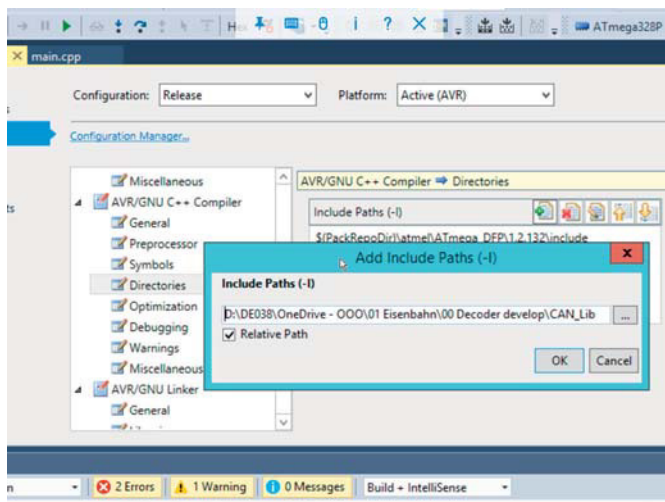 Hex
i ?
ATmega328P
main.cpp
Configuration: Release Platform: Active (AVR)
Configuration Manager...
Miscellaneous
AVR/GNU C++ Compiler
General
Preprocessor
Symbols
Directories
Optimization
Debugging
Warnings
Miscellaneous
AVR/GNU Linker
General
AVR/GNU C++ Compiler ➡ Directories
Include Paths (-I)
$(PackRepoDir)\atmel\ATmega_DFP\1.2.132\include
Add Include Paths (-I)
Include Paths (-I)
D:\DE038\OneDrive - OOO\01 Eisenbahn\00 Decoder develop\CAN_Lib ...
Relative Path
OK Cancel
2 Errors 1 Warning 0 Messages Build + IntelliSense